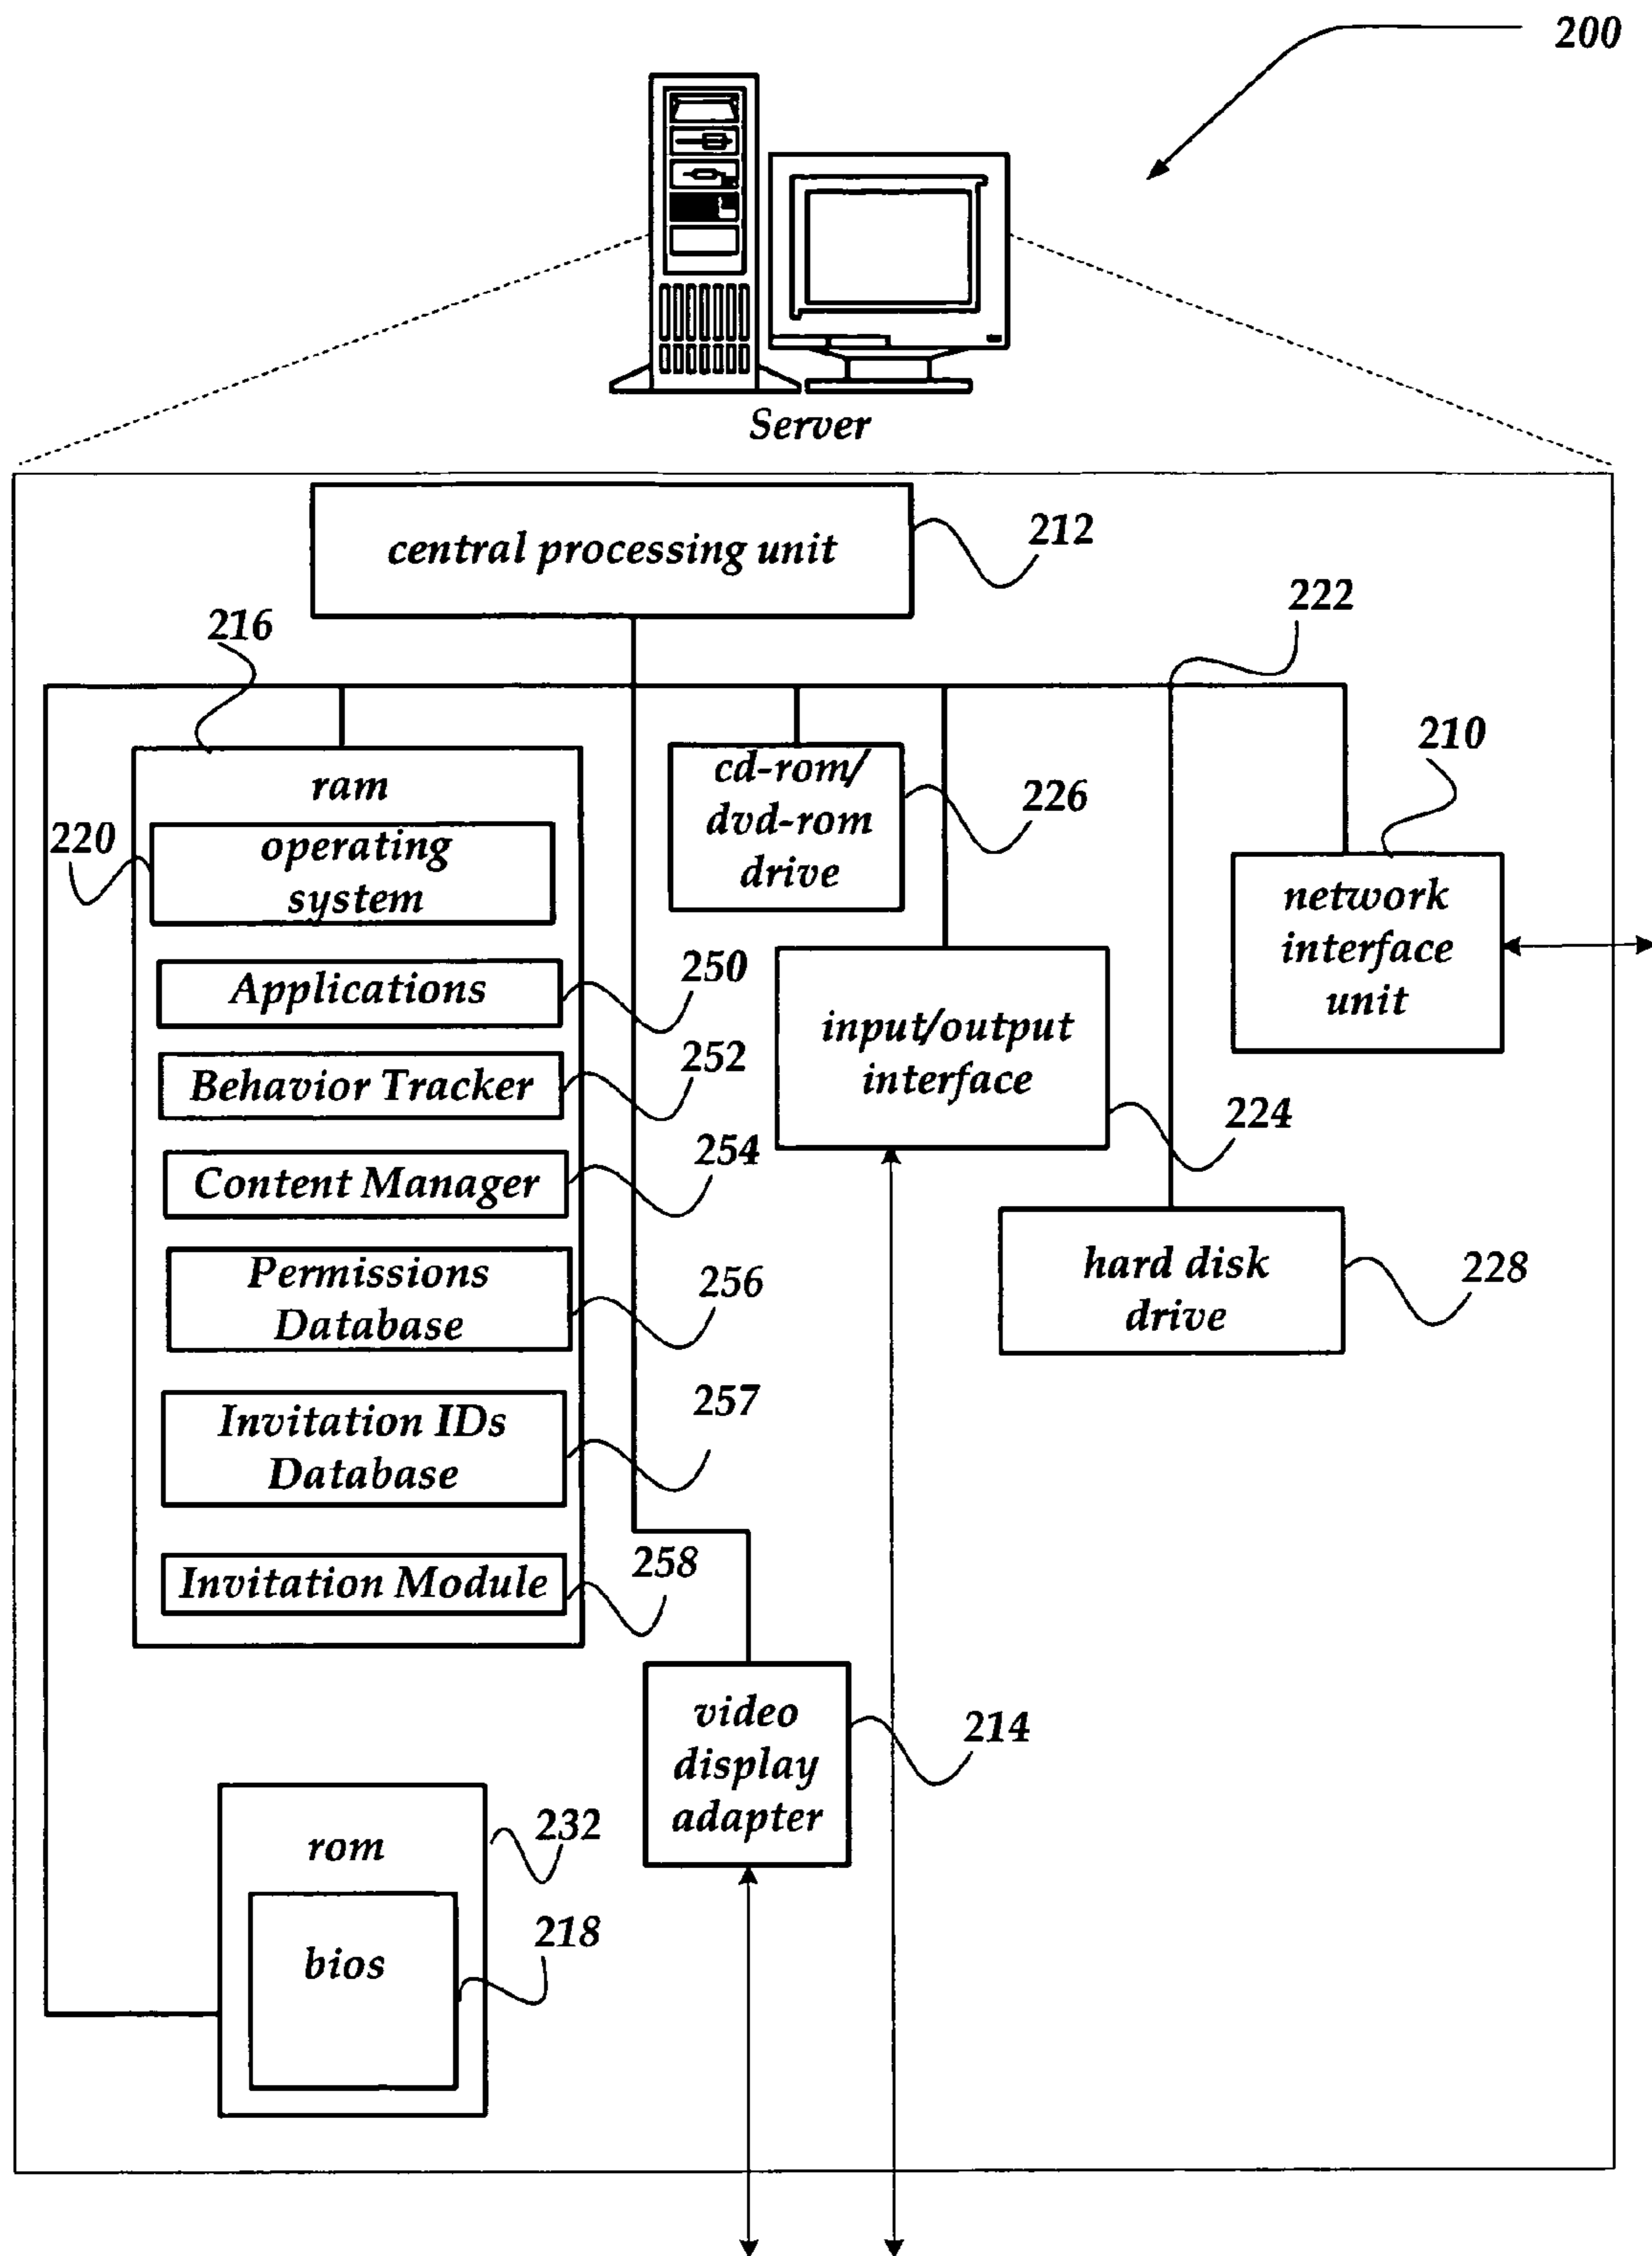 200
Server
central processing unit
212
222
216
210
ram
cd-rom/
dvd-rom
drive
226
220
operating
system
network
interface
unit
Applications
250
input/output
interface
224
Behavior Tracker
252
Content Manager
254
hard disk
drive
228
Permissions
Database
256
Invitation IDs
Database
257
Invitation Module
258
video
display
adapter
214
rom
232
bios
218